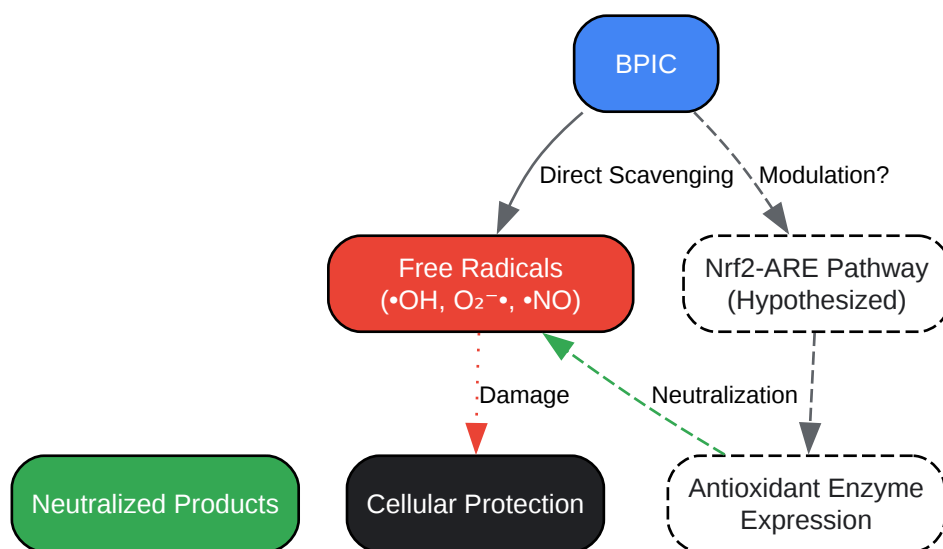 BPIC
Direct Scavenging
Modulation?
Free Radicals
(•OH, O₂⁻•, •NO)
Nrf2-ARE Pathway
(Hypothesized)
Damage
Neutralization
Neutralized Products
Cellular Protection
Antioxidant Enzyme
Expression